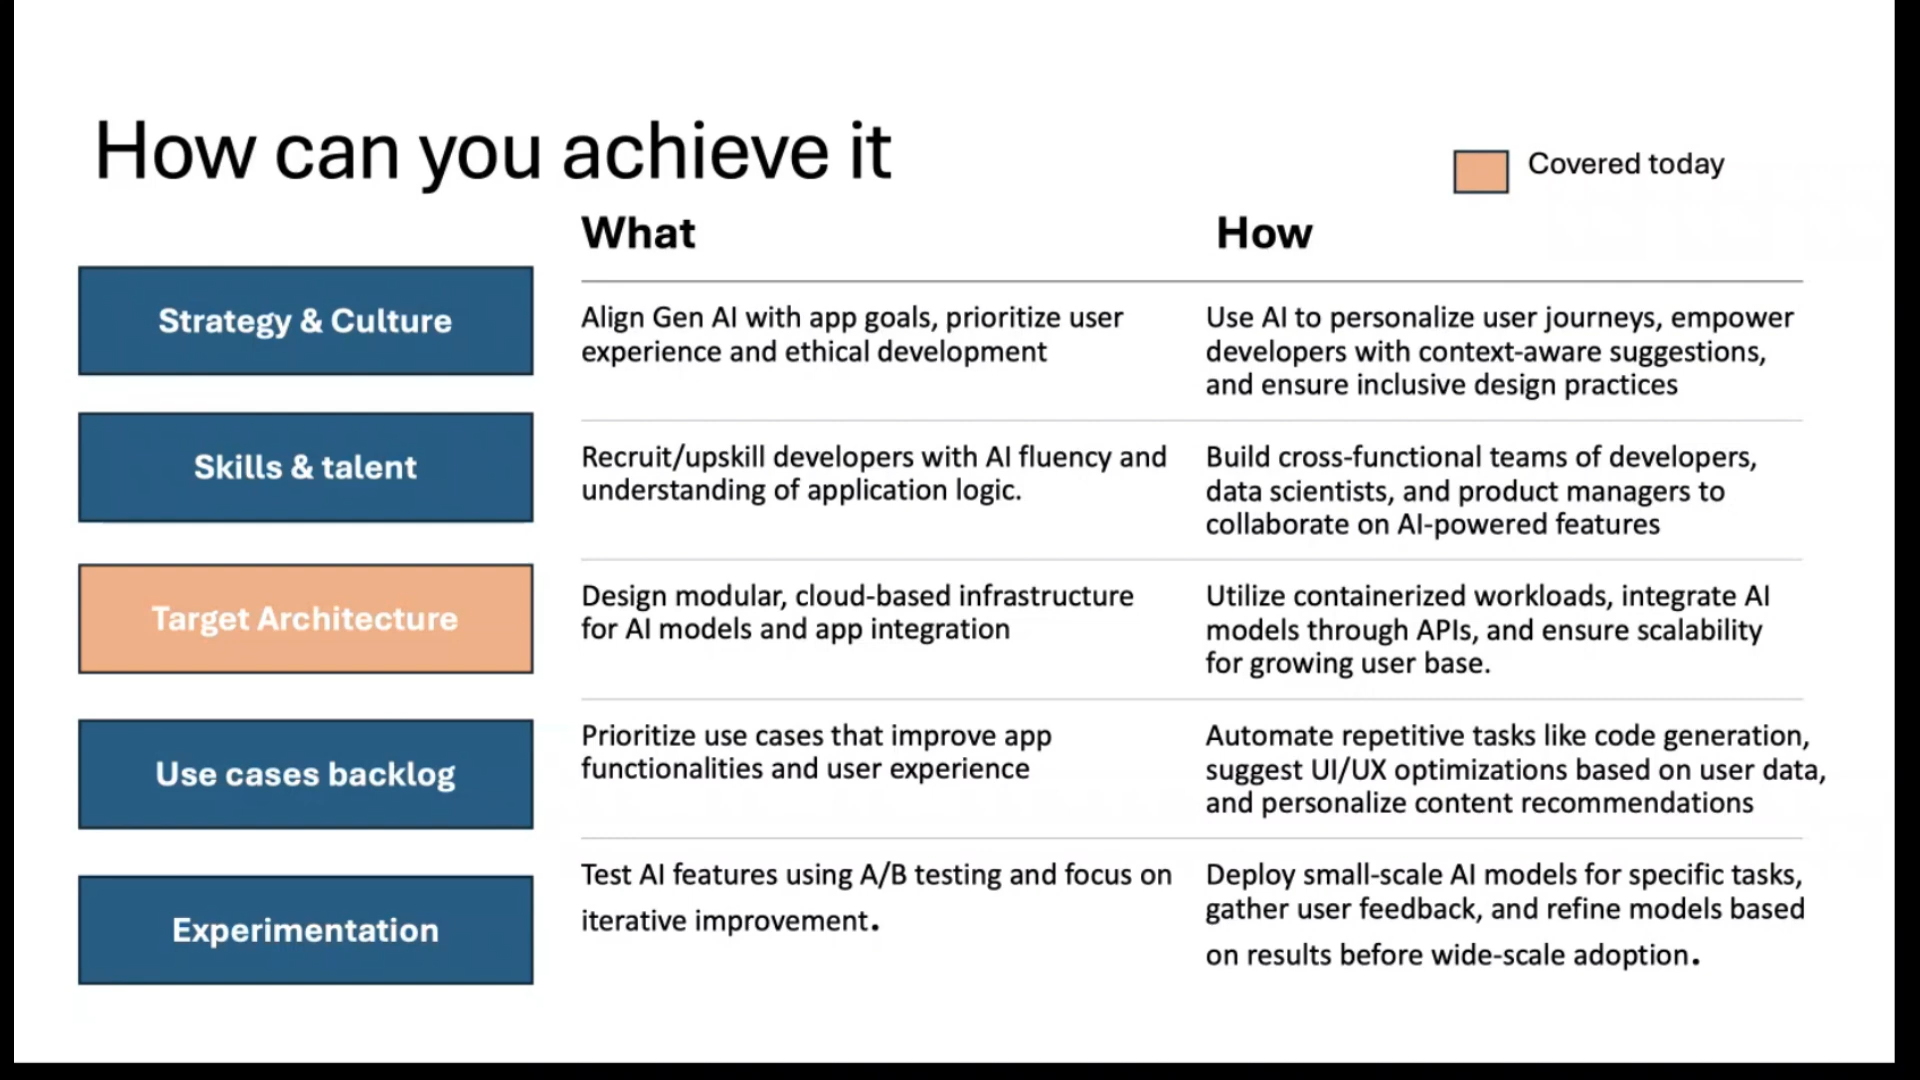 How can you achieve it
Covered today
What
How
Strategy & Culture
Align Gen AI with app goals, prioritize user
experience and ethical development
Use AI to personalize user journeys, empower
developers with context-aware suggestions,
and ensure inclusive design practices
Skills & talent
Recruit/upskill developers with AI fluency and
understanding of application logic.
Build cross-functional teams of developers,
data scientists, and product managers to
collaborate on AI-powered features
Target Architecture
Design modular, cloud-based infrastructure
for AI models and app integration
Utilize containerized workloads, integrate AI
models through APIs, and ensure scalability
for growing user base.
Use cases backlog
Prioritize use cases that improve app
functionalities and user experience
Automate repetitive tasks like code generation,
suggest UI/UX optimizations based on user data,
and personalize content recommendations
Experimentation
Test AI features using A/B testing and focus on
iterative improvement.
Deploy small-scale AI models for specific tasks,
gather user feedback, and refine models based
on results before wide-scale adoption.